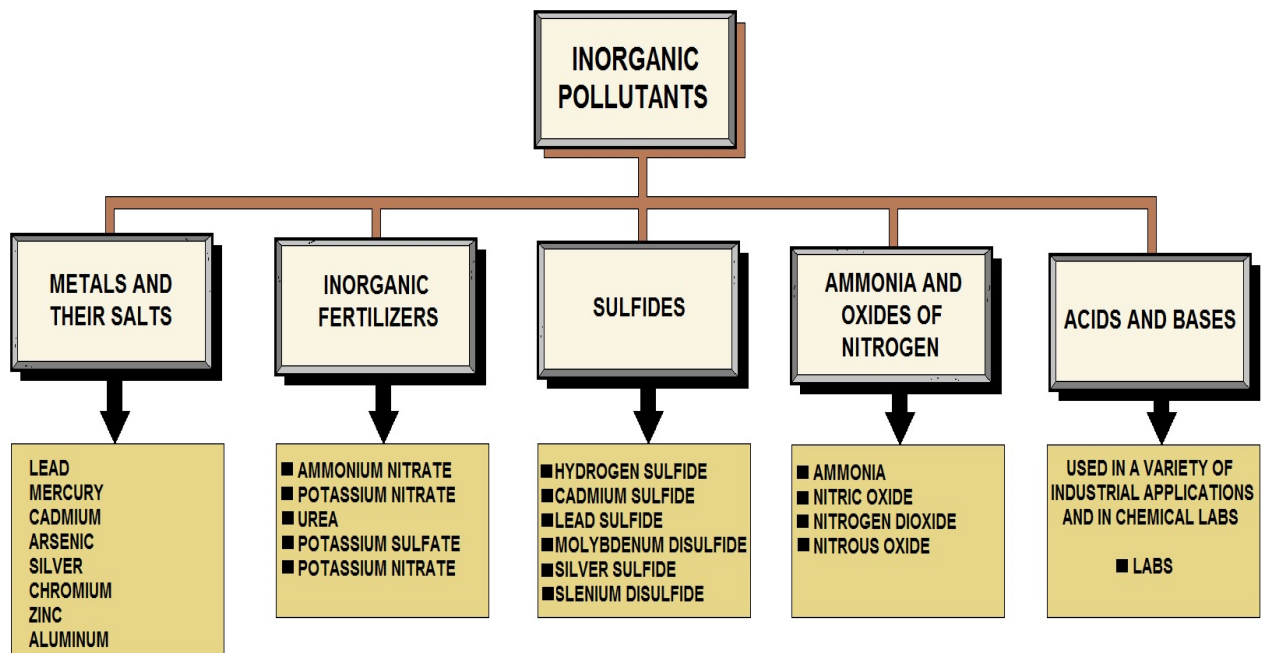 INORGANIC
POLLUTANTS
METALS AND
THEIR SALTS
LEAD
MERCURY
CADMIUM
ARSENIC
SILVER
CHROMIUM
ZINC
ALUMINUM
INORGANIC
FERTILIZERS
■ AMMONIUM NITRATE
■ POTASSIUM NITRATE
■ UREA
■ POTASSIUM SULFATE
■ POTASSIUM NITRATE
SULFIDES
■ HYDROGEN SULFIDE
■ CADMIUM SULFIDE
■ LEAD SULFIDE
■ MOLYBDENUM DISULFIDE
■ SILVER SULFIDE
■ SLENIUM DISULFIDE
AMMONIA AND
OXIDES OF
NITROGEN
■ AMMONIA
■ NITRIC OXIDE
■ NITROGEN DIOXIDE
■ NITROUS OXIDE
ACIDS AND BASES
USED IN A VARIETY OF
INDUSTRIAL APPLICATIONS
AND IN CHEMICAL LABS
■ LABS